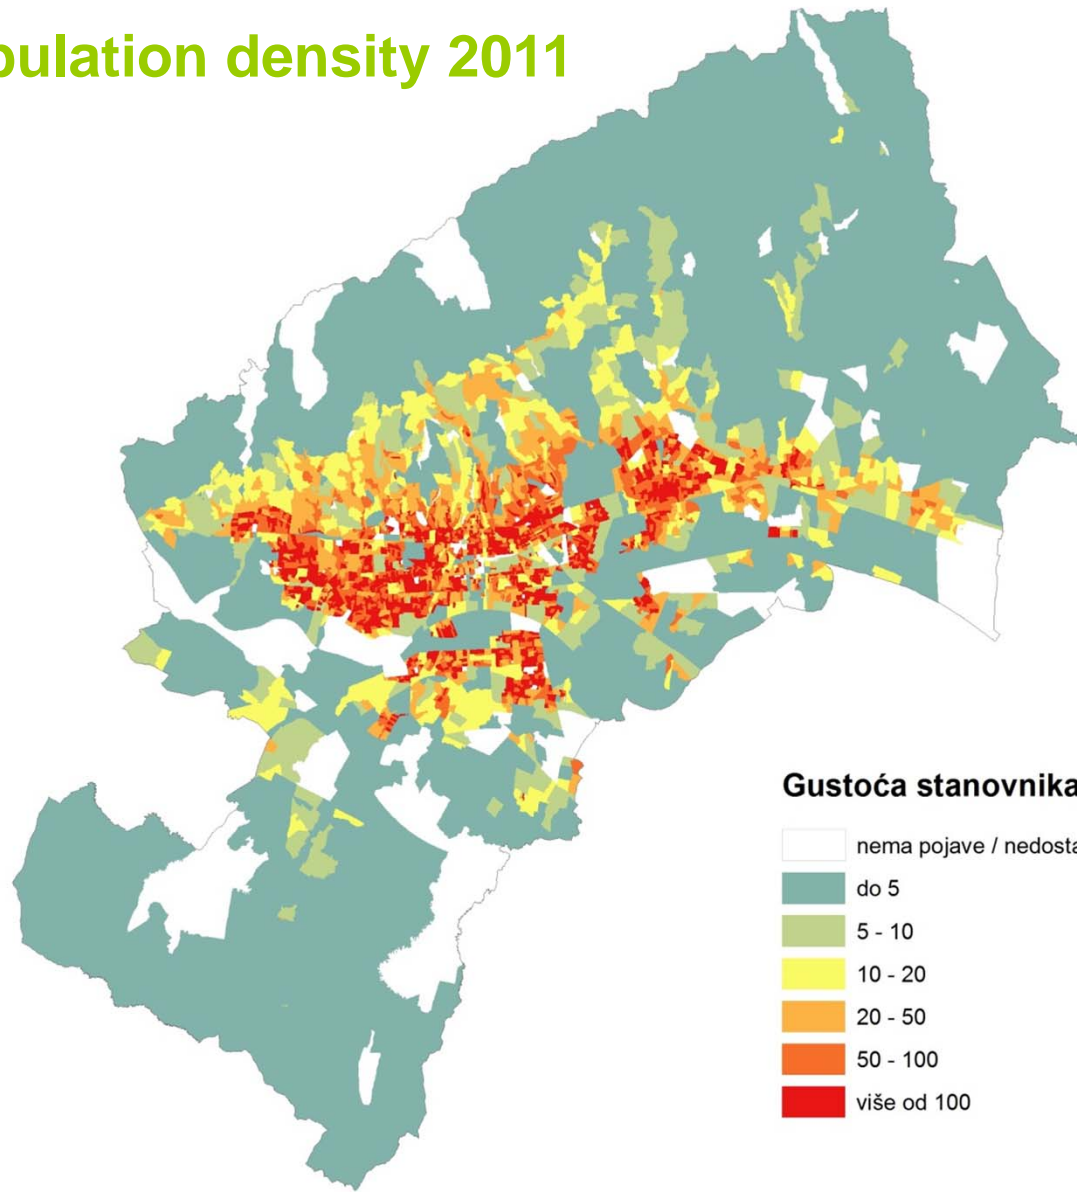 pulation density 2011
Gustoća stanovnika
nema pojave / nedosta
do 5
5 - 10
10 - 20
20 - 50
50 - 100
više od 100